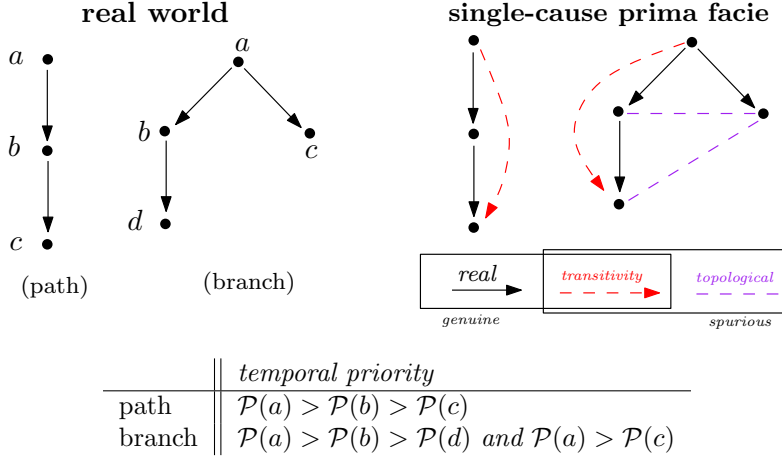 real world
single-cause prima facie
a
b
c
(path)
a
b
c
d
(branch)
real
transitivity
topological
genuine
spurious
temporal priority
path 𝒫(a) > 𝒫(b) > 𝒫(c)
branch 𝒫(a) > 𝒫(b) > 𝒫(d) and 𝒫(a) > 𝒫(c)